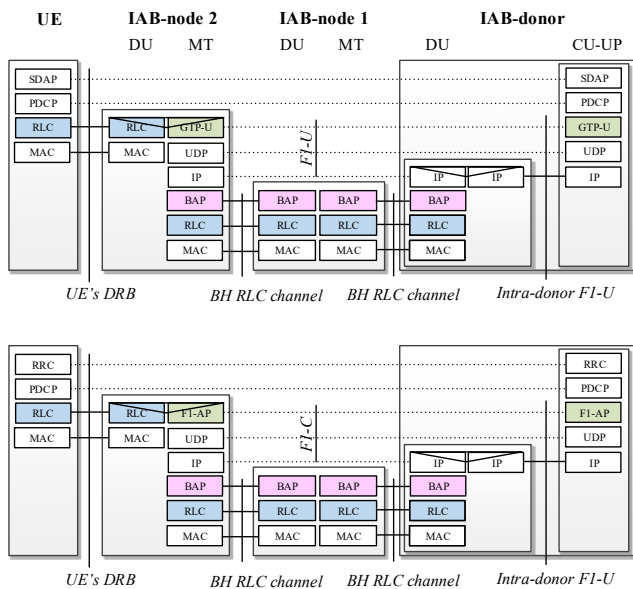 UE IAB-node 2 IAB-node 1 IAB-donor
DU MT DU MT DU CU-UP
SDAP SDAP
PDCP PDCP
RLC RLC GTP-U GTP-U
MAC MAC UDP UDP
F1-U
IP IP IP IP
BAP BAP BAP BAP
RLC RLC RLC RLC
MAC MAC MAC MAC
UE's DRB BH RLC channel BH RLC channel Intra-donor F1-U
RRC RRC
PDCP PDCP
RLC RLC F1-AP F1-AP
MAC MAC UDP UDP
F1-C
IP IP IP IP
BAP BAP BAP BAP
RLC RLC RLC RLC
MAC MAC MAC MAC
UE's DRB BH RLC channel BH RLC channel Intra-donor F1-U